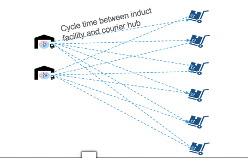 Cycle time between induct
facility and courier hub